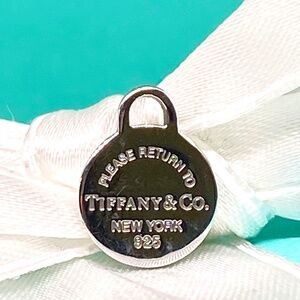 PLEASE RETURN TO
TIFFANY & CO.
NEW YORK
925